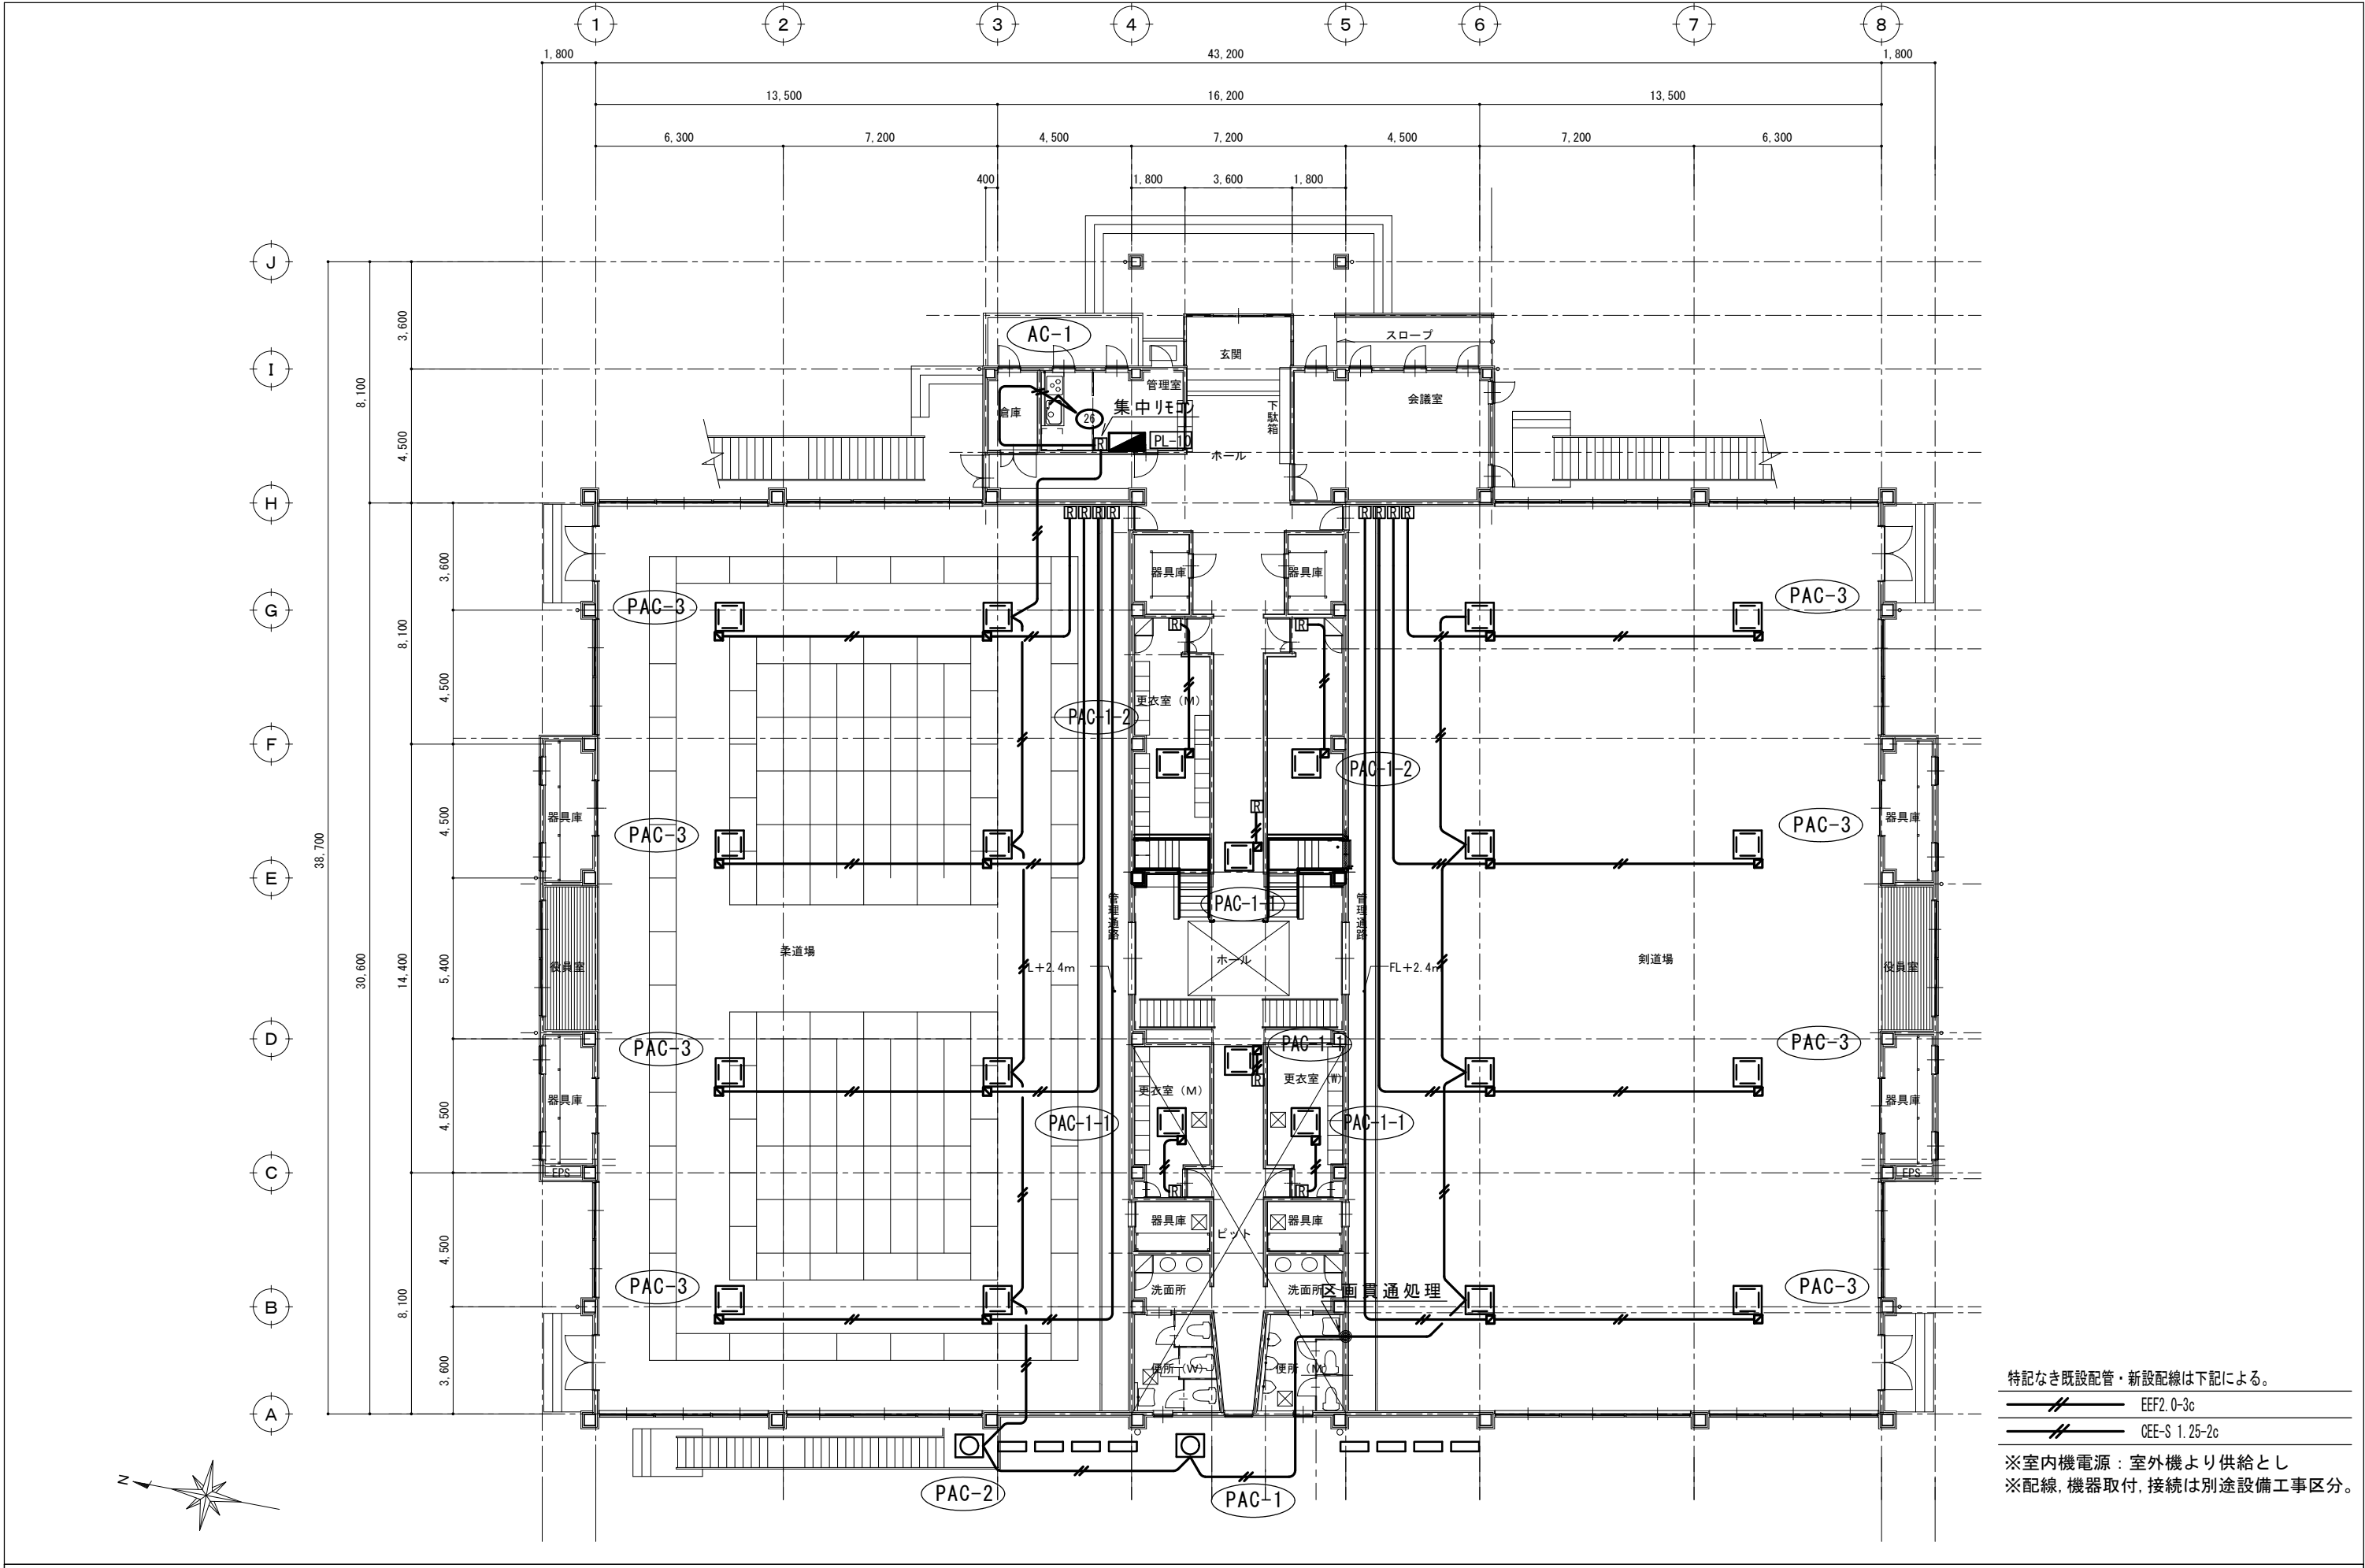 1 2 3 4 5 6 7 8
1,800 43,200 1,800
13,500 16,200 13,500
6,300 7,200 4,500 7,200 4,500 7,200 6,300
400 1,800 3,600 1,800
J
3,600
AC-1
スロープ
玄関
I
8,100
管理室
倉庫
集中ﾘﾓｺﾝ
下駄箱
会議室
26
4,500
R PL-10
ホール
H
R R R R R R R R
3,600
器具庫 器具庫
G
PAC-3 PAC-3
R R
8,100
4,500
更衣室（M）
PAC-1-2
F
PAC-1-2
R
4,500
器具庫 器具庫
PAC-3 PAC-3
38,700
E
PAC-1-1
管理通路 管理通路
柔道場 ホール 剣道場
30,600
14,400
5,400
役員室 L+2.4m FL+2.4m 役員室
D
PAC-3 PAC-1-1 PAC-3
R
更衣室（M） 更衣室（W）
器具庫 器具庫
4,500
PAC-1-1 PAC-1-1
C
EPS EPS
R R
器具庫 器具庫
ピット
4,500
PAC-3 洗面所 洗面所 区画貫通処理 PAC-3
B
8,100
3,600
便所（W） 便所（M）
A
PAC-2 PAC-1
N
特記なき既設配管・新設配線は下記による。
EEF2.0-3c
CEE-S 1.25-2c
※室内機電源：室外機より供給とし
※配線,機器取付,接続は別途設備工事区分。